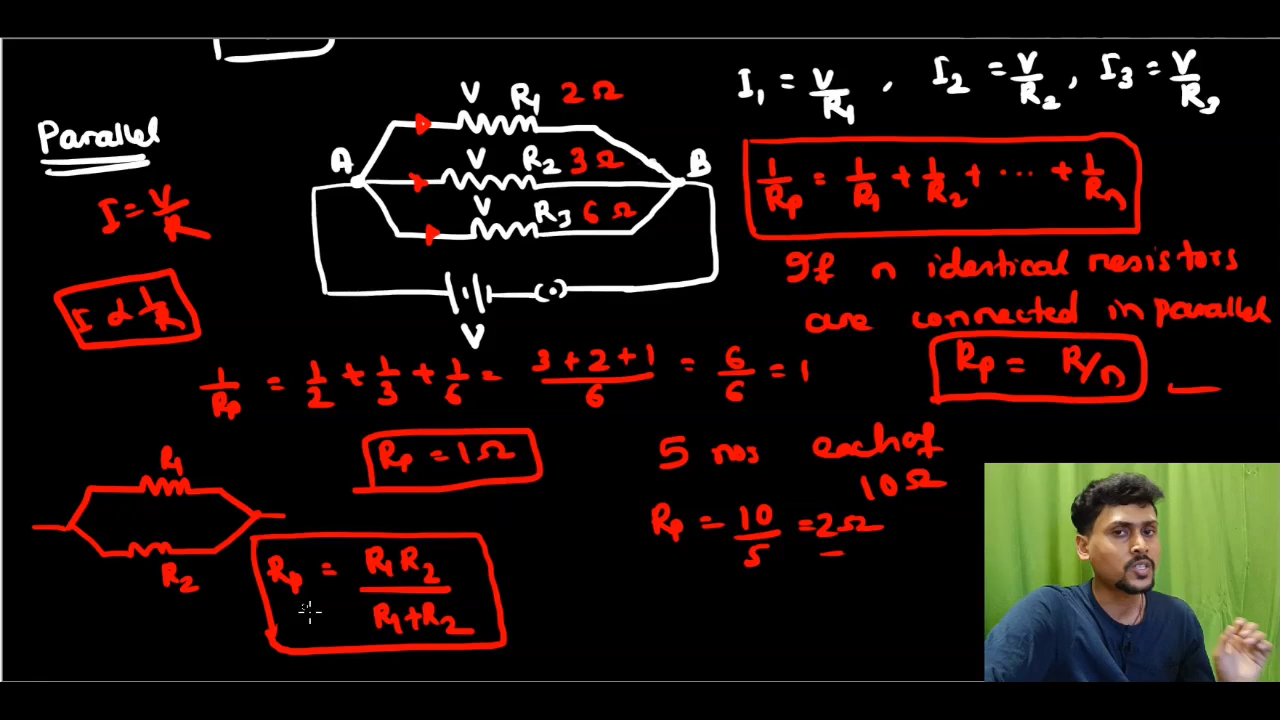 Parallel
I = V/R
I α 1/R
V R₁ 2 Ω
A V R₂ 3 Ω B
V R₃ 6 Ω
V
I₁ = V/R₁ , I₂ = V/R₂ , I₃ = V/R₃
1/Rp = 1/R₁ + 1/R₂ + ... + 1/Rn
If n identical resistors
are connected in parallel
Rp = R/n
1/Rp = 1/2 + 1/3 + 1/6 = (3 + 2 + 1)/6 = 6/6 = 1
Rp = 1 Ω
R₁
R₂
Rp = R₁R₂/(R₁+R₂)
5 nos each of
10 Ω
Rp = 10/5 = 2 Ω